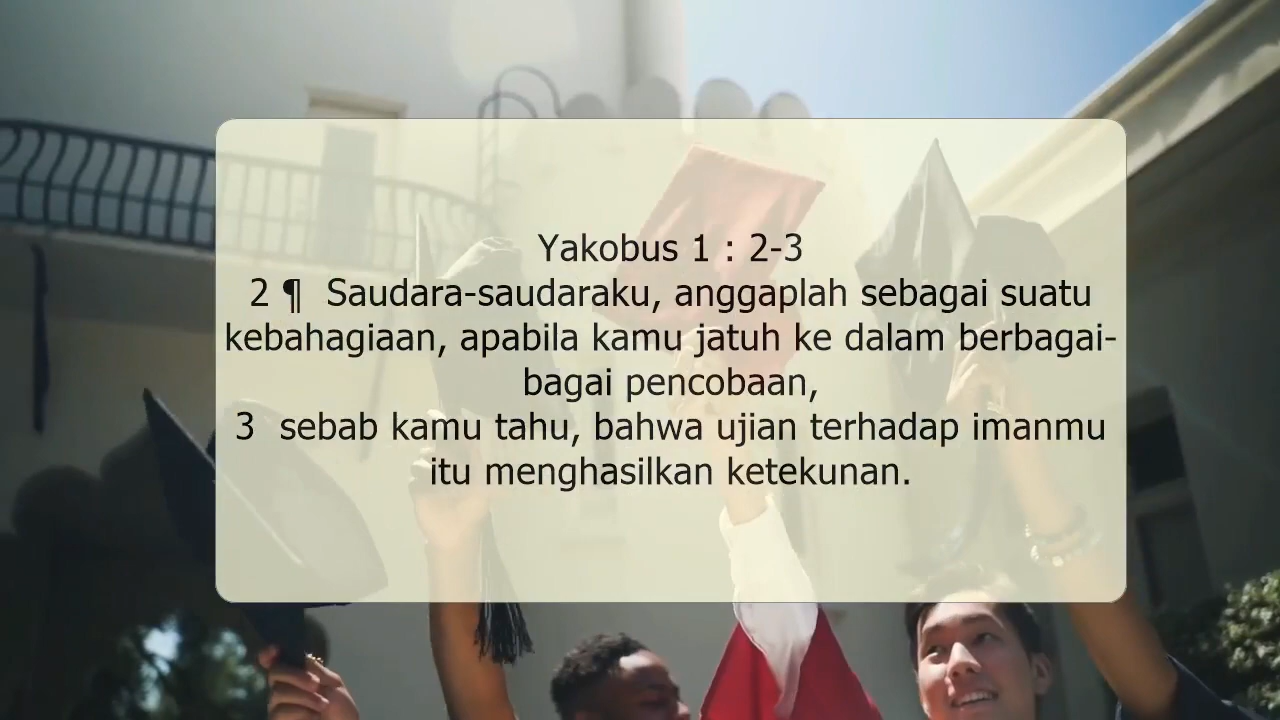 Yakobus 1 : 2-3
2 ¶  Saudara-saudaraku, anggaplah sebagai suatu
kebahagiaan, apabila kamu jatuh ke dalam berbagai-
bagai pencobaan,
3  sebab kamu tahu, bahwa ujian terhadap imanmu
itu menghasilkan ketekunan.